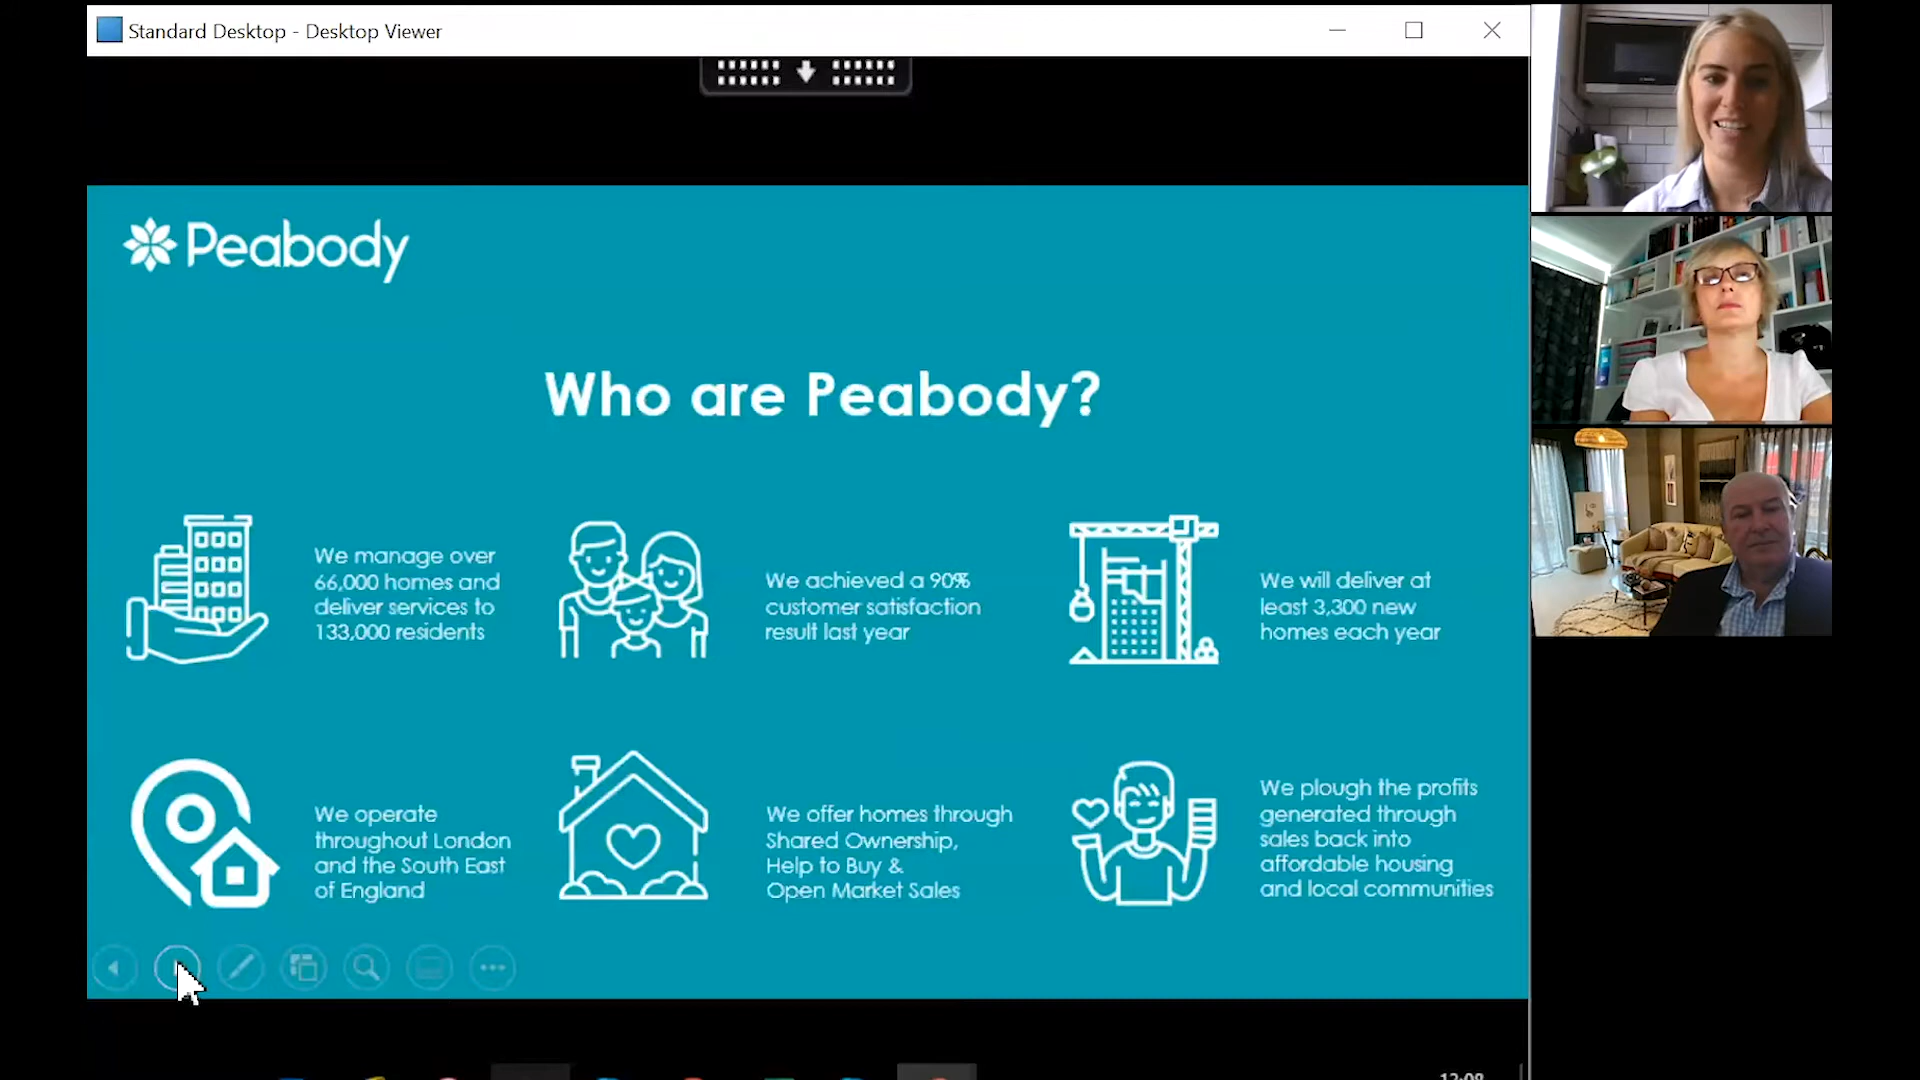 Standard Desktop - Desktop Viewer
Peabody
Who are Peabody?
We manage over
66,000 homes and
deliver services to
133,000 residents
We achieved a 90%
customer satisfaction
result last year
We will deliver at
least 3,300 new
homes each year
We operate
throughout London
and the South East
of England
We offer homes through
Shared Ownership,
Help to Buy &
Open Market Sales
We plough the profits
generated through
sales back into
affordable housing
and local communities